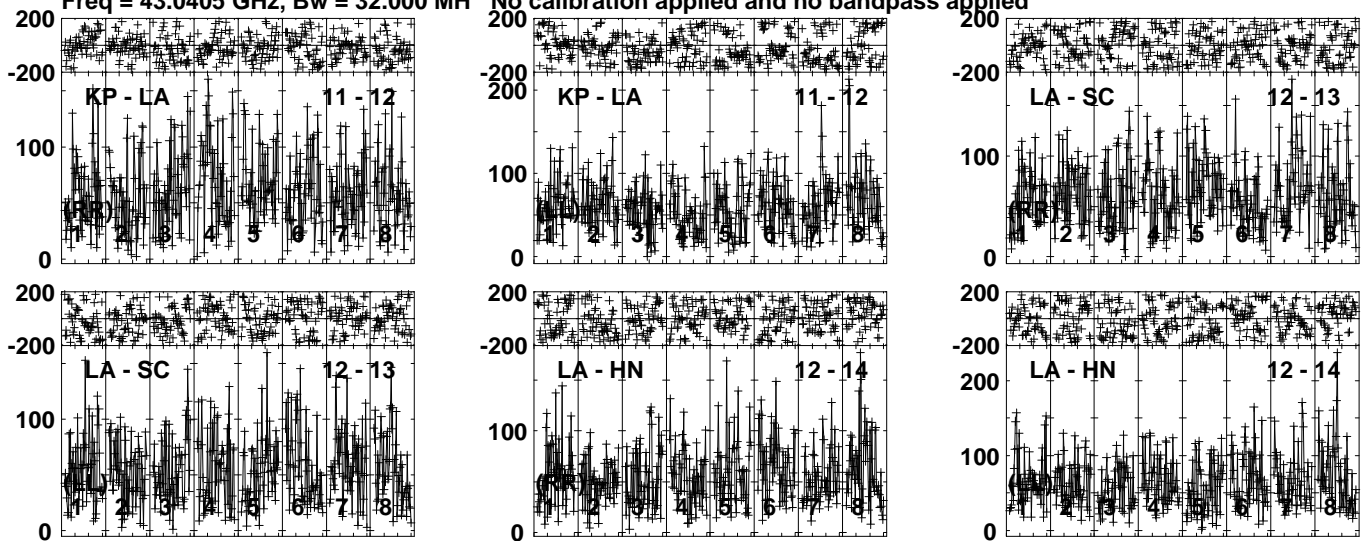 Freq = 43.0405 GHz, Bw = 32.000 MH No calibration applied and no bandpass applied
200
-200
KP - LA 11 - 12
100
(RR)
1 2 3 4 5 6 7 8
0
200
-200
200
KP - LA 11 - 12
100
(LL)
1 2 3 4 5 6 7 8
0
200
-200
LA - SC 12 - 13
100
(RR)
1 2 3 4 5 6 7 8
0
200
-200
LA - SC 12 - 13
100
(LL)
1 2 3 4 5 6 7 8
0
200
-200
LA - HN 12 - 14
100
(RR)
1 2 3 4 5 6 7 8
0
200
-200
LA - HN 12 - 14
200
100
(LL)
1 2 3 4 5 6 7 8
0